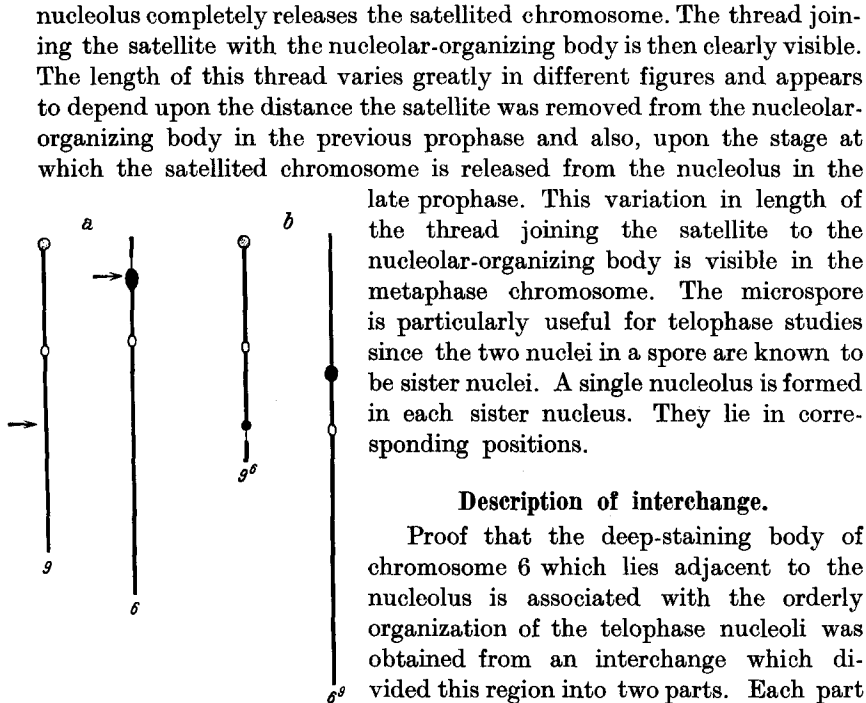 nucleolus completely releases the satellited chromosome. The thread join-
ing the satellite with the nucleolar-organizing body is then clearly visible.
The length of this thread varies greatly in different figures and appears
to depend upon the distance the satellite was removed from the nucleolar-
organizing body in the previous prophase and also, upon the stage at
which the satellited chromosome is released from the nucleolus in the
late prophase. This variation in length of
the thread joining the satellite to the
nucleolar-organizing body is visible in the
metaphase chromosome. The microspore
is particularly useful for telophase studies
since the two nuclei in a spore are known to
be sister nuclei. A single nucleolus is formed
in each sister nucleus. They lie in corre-
sponding positions.
a
b
9
6
9⁶
6⁹
Description of interchange.
Proof that the deep-staining body of
chromosome 6 which lies adjacent to the
nucleolus is associated with the orderly
organization of the telophase nucleoli was
obtained from an interchange which di-
vided this region into two parts. Each part